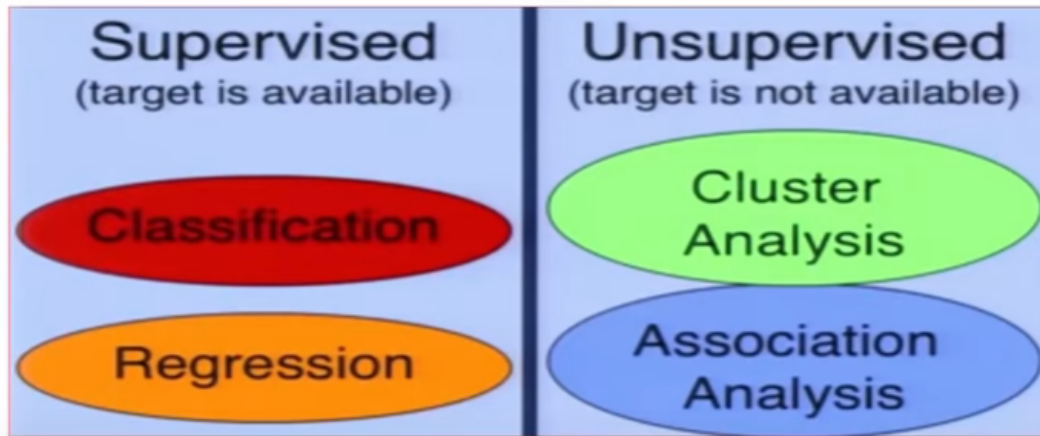 Supervised
(target is available)
Classification
Regression
Unsupervised
(target is not available)
Cluster
Analysis
Association
Analysis